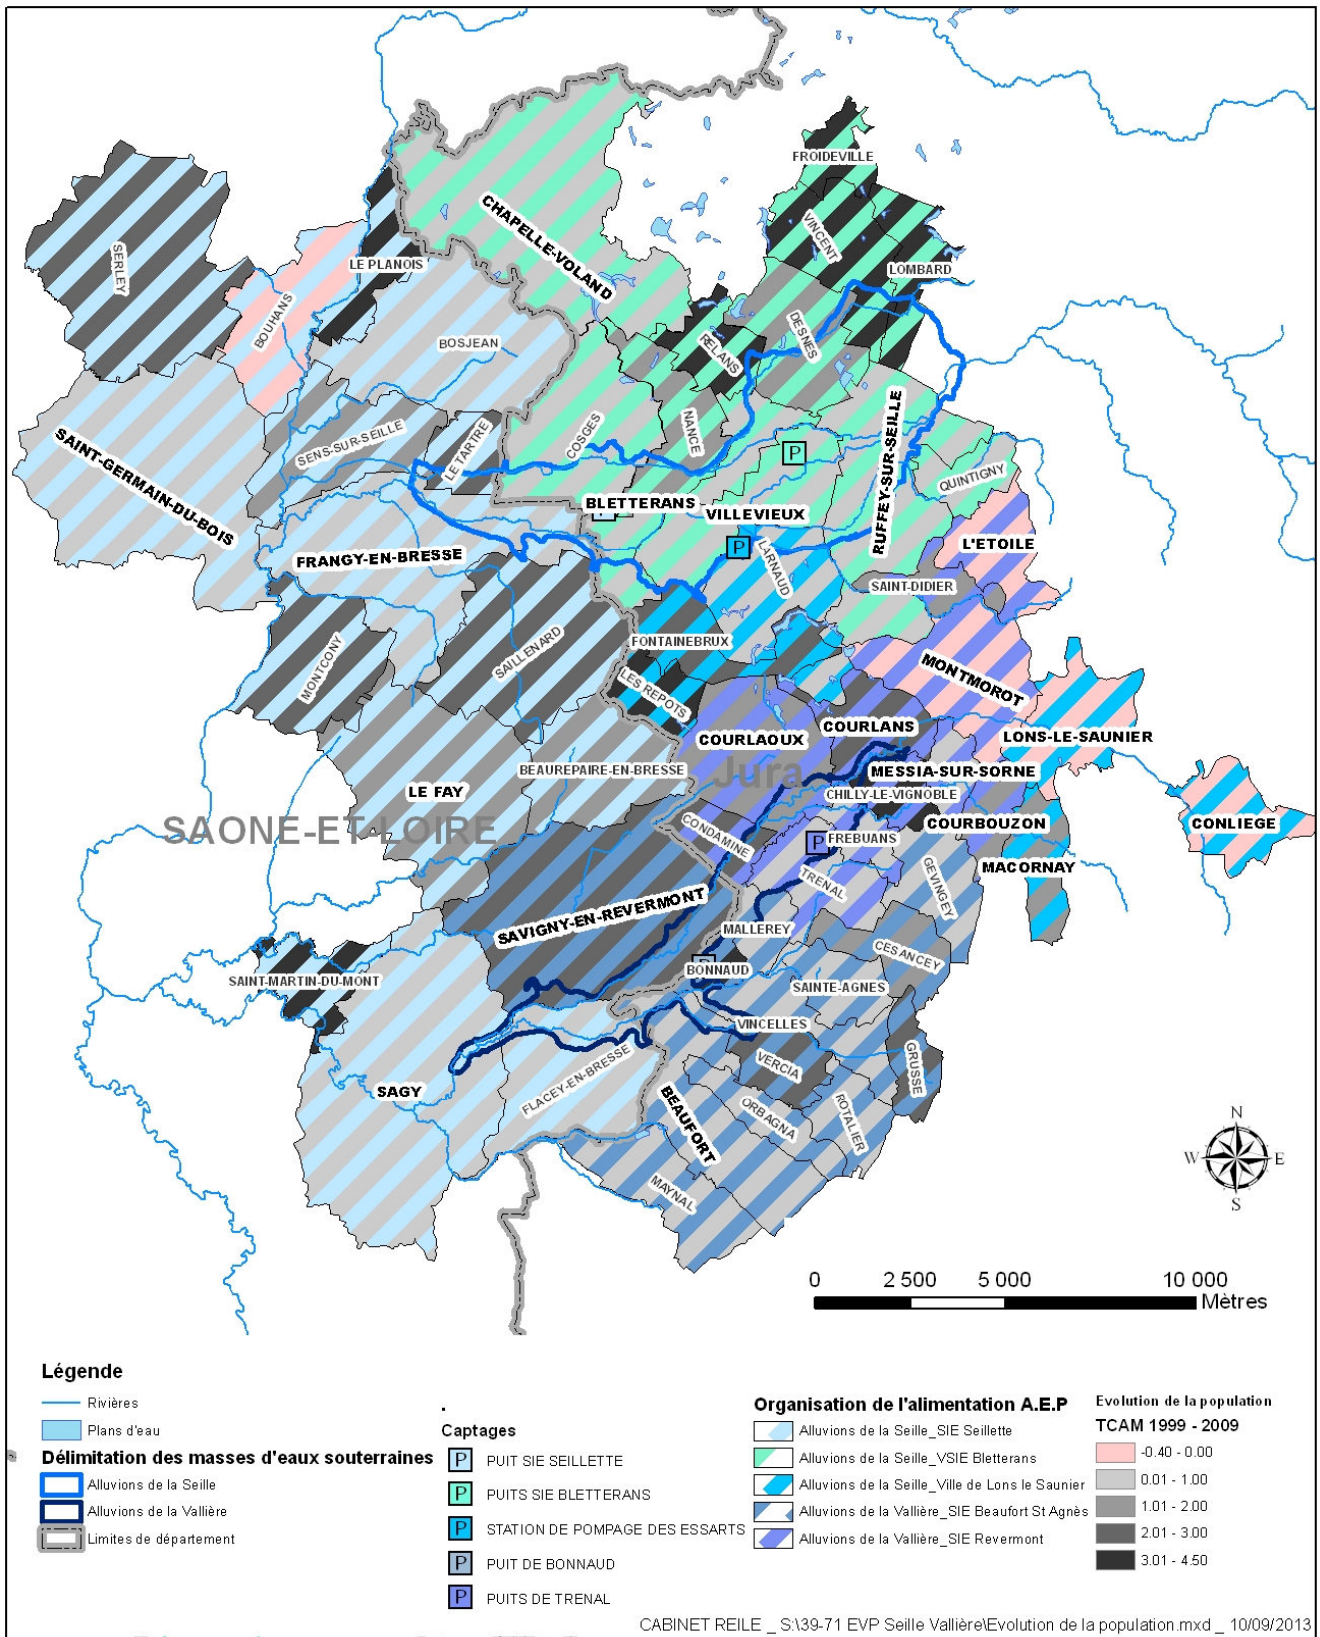 FROIDEVILLE
CHAPELLE-VOLAND
VINCENT
SERLEY
LE PLANOIS
LOMBARD
BOUHANS
BOSJEAN
RELANS
DESNES
SAINT-GERMAIN-DU-BOIS
SENS-SUR-SEILLE
LE TARTRE
COSGES
NANCE
RUFFEY-SUR-SEILLE
P
QUINTIGNY
BLETTERANS
VILLEVIEUX
P
FRANGY-EN-BRESSE
LARNAUD
L'ETOILE
SAINT-DIDIER
MONTCONY
SAILLENARD
FONTAINEBRUX
LES REPOTS
MONTMOROT
COURLAOUX
COURLANS
LONS-LE-SAUNIER
BEAUREPAIRE-EN-BRESSE
Jura
MESSIA-SUR-SORNE
LE FAY
CHILLY-LE-VIGNOBLE
SAONE-ET-LOIRE
CONDAMINE
COURBOUZON
CONLIEGE
P
FREBUANS
MACORNAY
TRENAL
GEVINGEY
SAVIGNY-EN-REVERMONT
MALLEREY
CESANCEY
P
BONNAUD
SAINT-MARTIN-DU-MONT
SAINTE-AGNES
VINCELLES
VERCIA
GRUSSE
SAGY
FLACEY-EN-BRESSE
BEAUFORT
ORBAGNA
ROTALIER
MAYNAL
N
W E
S
0 2 500 5 000 10 000
Mètres
Légende
Rivières
Plans d'eau
Délimitation des masses d'eaux souterraines
Alluvions de la Seille
Alluvions de la Vallière
Limites de département
.
Captages
P PUIT SIE SEILLETTE
P PUITS SIE BLETTERANS
P STATION DE POMPAGE DES ESSARTS
P PUIT DE BONNAUD
P PUITS DE TRENAL
Organisation de l'alimentation A.E.P
Alluvions de la Seille_SIE Seillette
Alluvions de la Seille_VSIE Bletterans
Alluvions de la Seille_Ville de Lons le Saunier
Alluvions de la Vallière_SIE Beaufort St Agnès
Alluvions de la Vallière_SIE Revermont
Evolution de la population
TCAM 1999 - 2009
-0.40 - 0.00
0.01 - 1.00
1.01 - 2.00
2.01 - 3.00
3.01 - 4.50
CABINET REILE _ S:\39-71 EVP Seille Vallière\Evolution de la population.mxd _ 10/09/2013